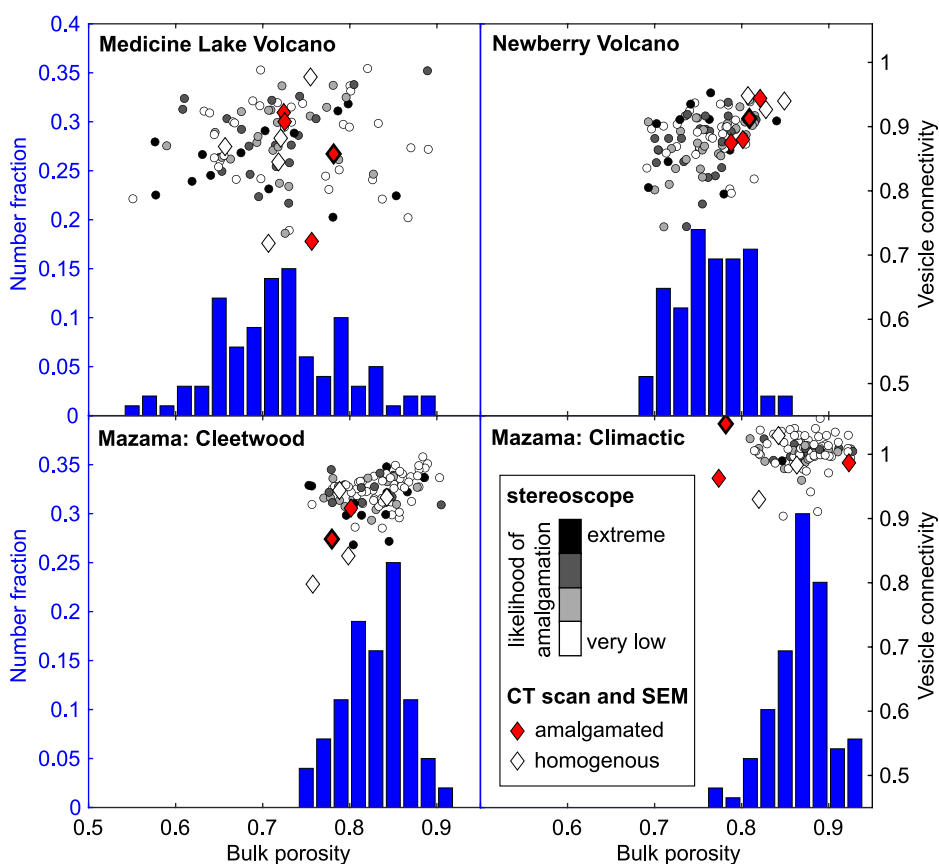 Medicine Lake Volcano
Newberry Volcano
0.4
0.35
0.3
0.25
0.2
0.15
0.1
0.05
0
Number fraction
1
0.9
0.8
0.7
0.6
0.5
Vesicle connectivity
Mazama: Cleetwood
Mazama: Climactic
0.35
0.3
0.25
0.2
0.15
0.1
0.05
0
Number fraction
stereoscope
likelihood of
amalgamation
extreme
very low
CT scan and SEM
amalgamated
homogenous
1
0.9
0.8
0.7
0.6
0.5
Vesicle connectivity
0.5
0.6
0.7
0.8
0.9
Bulk porosity
0.6
0.7
0.8
0.9
Bulk porosity